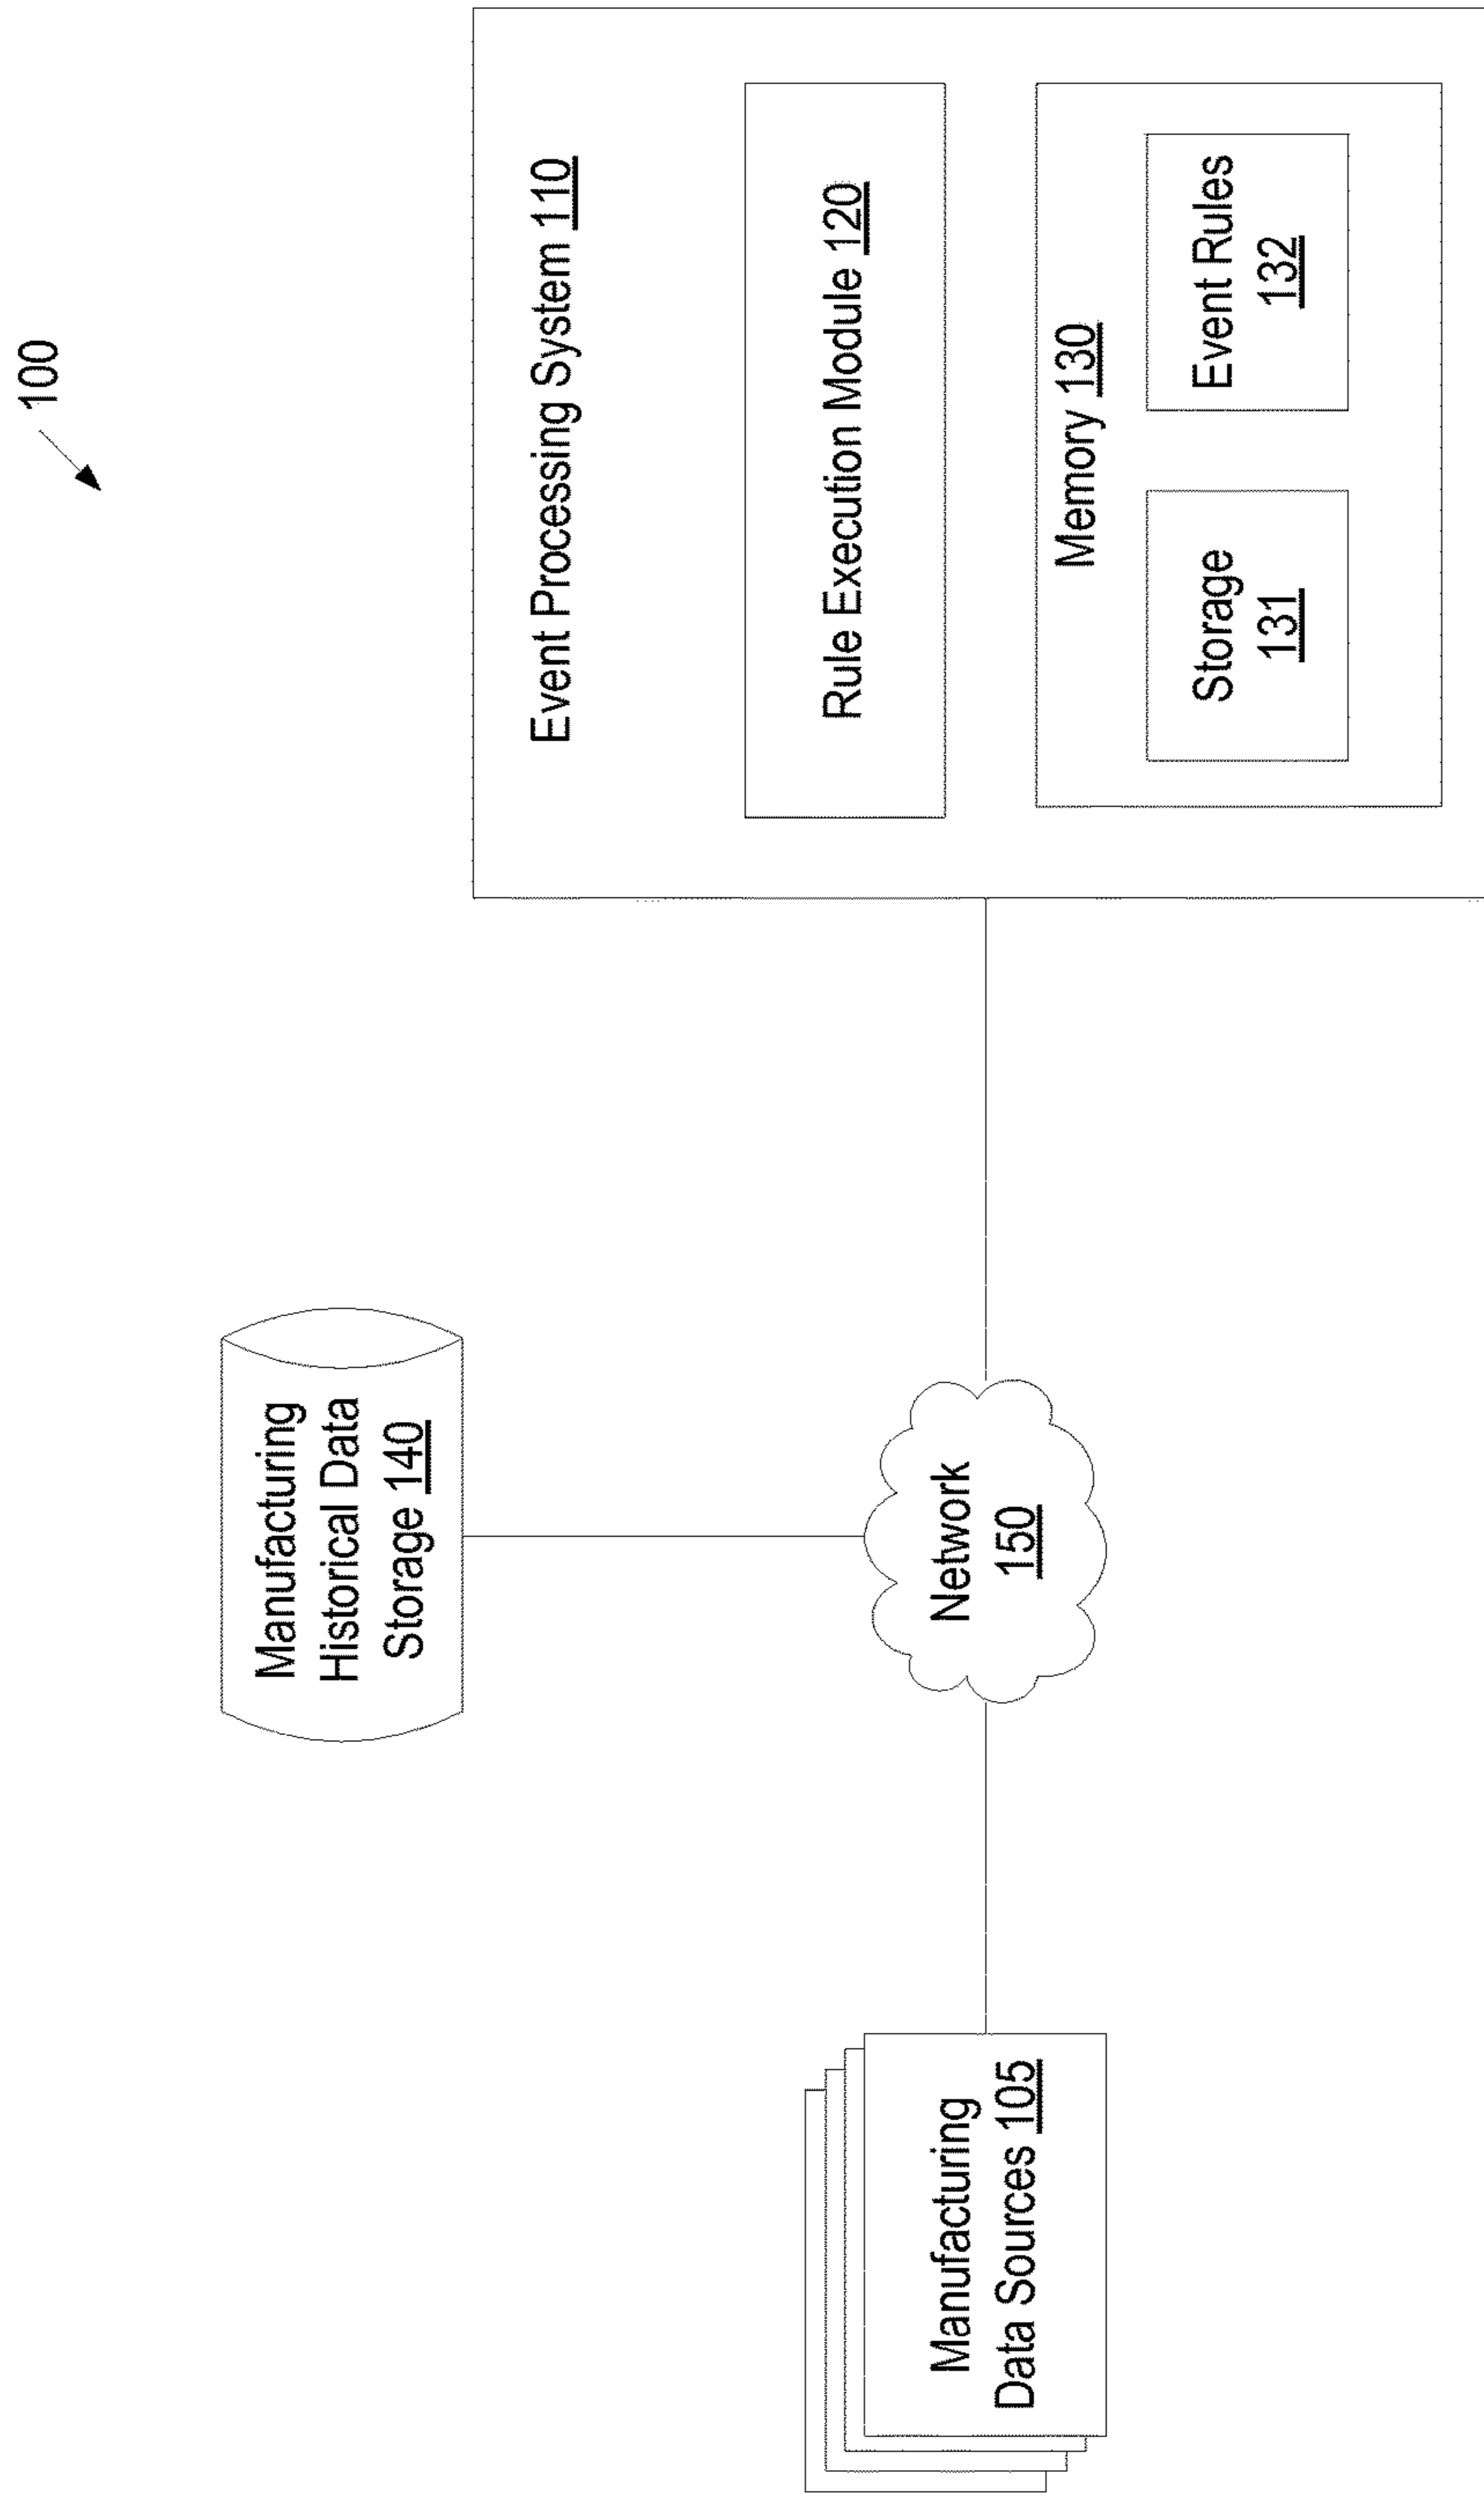 100
Manufacturing
Historical Data
Storage 140
Event Processing System 110
Rule Execution Module 120
Memory 130
Storage
131
Event Rules
132
Network
150
Manufacturing
Data Sources 105